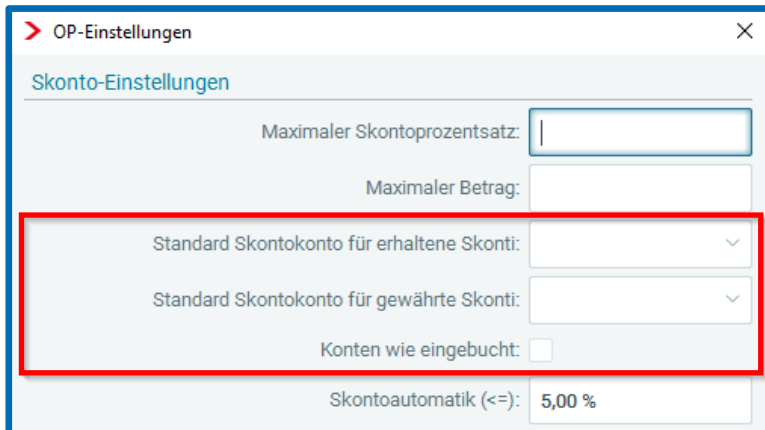 OP-Einstellungen
Skonto-Einstellungen
Maximaler Skontoprozentsatz:
Maximaler Betrag:
Standard Skontokonto für erhaltene Skonti:
Standard Skontokonto für gewährte Skonti:
Konten wie eingebucht:
Skontoautomatik (<=): 5,00 %